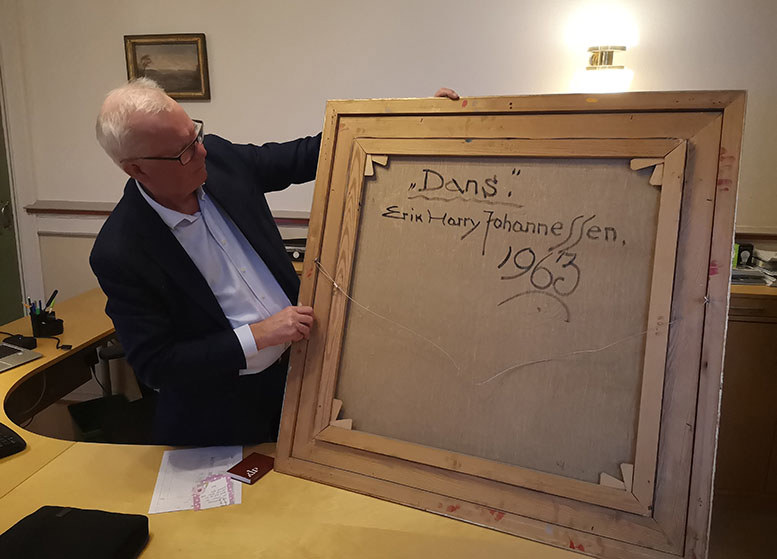 „Dans."
Erik Harry Johannessen.
1963